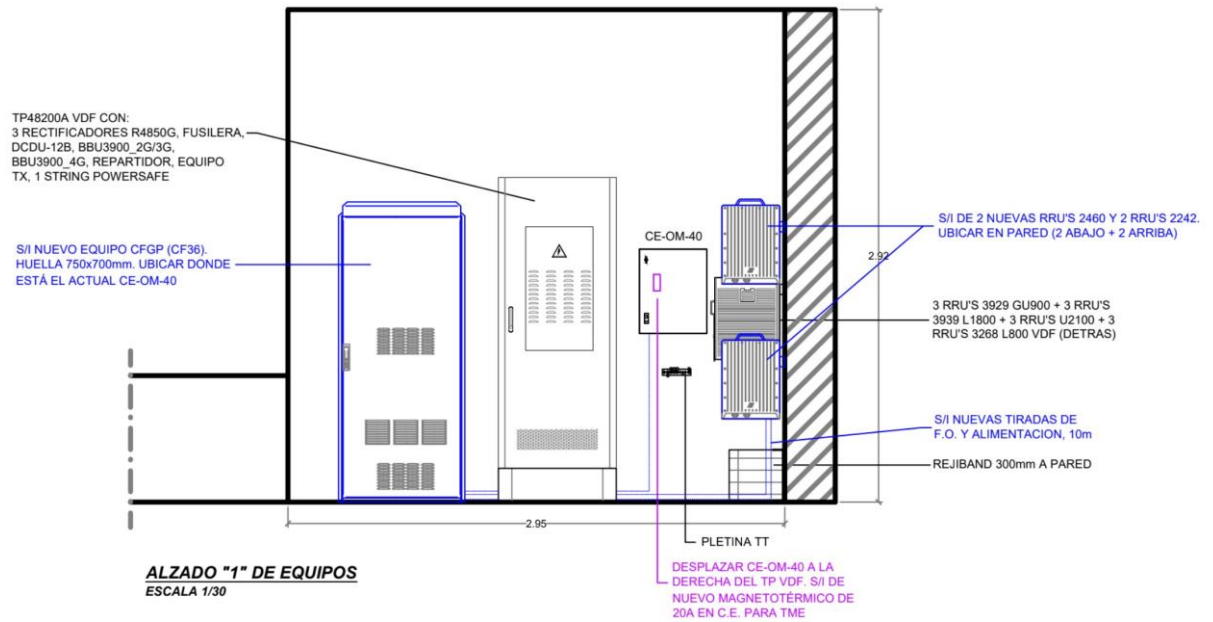 TP48200A VDF CON:
3 RECTIFICADORES R4850G, FUSILERA,
DCDU-12B, BBU3900_2G/3G,
BBU3900_4G, REPARTIDOR, EQUIPO
TX, 1 STRING POWERSAFE
S/I NUEVO EQUIPO CFGP (CF36).
HUELLA 750x700mm. UBICAR DONDE
ESTÁ EL ACTUAL CE-OM-40
CE-OM-40
S/I DE 2 NUEVAS RRU'S 2460 Y 2 RRU'S 2242.
UBICAR EN PARED (2 ABAJO + 2 ARRIBA)
2.92
3 RRU'S 3929 GU900 + 3 RRU'S
3939 L1800 + 3 RRU'S U2100 + 3
RRU'S 3268 L800 VDF (DETRAS)
S/I NUEVAS TIRADAS DE
F.O. Y ALIMENTACION, 10m
REJIBAND 300mm A PARED
2.95
PLETINA TT
DESPLAZAR CE-OM-40 A LA
DERECHA DEL TP VDF. S/I DE
NUEVO MAGNETOTÉRMICO DE
20A EN C.E. PARA TME
ALZADO "1" DE EQUIPOS
ESCALA 1/30